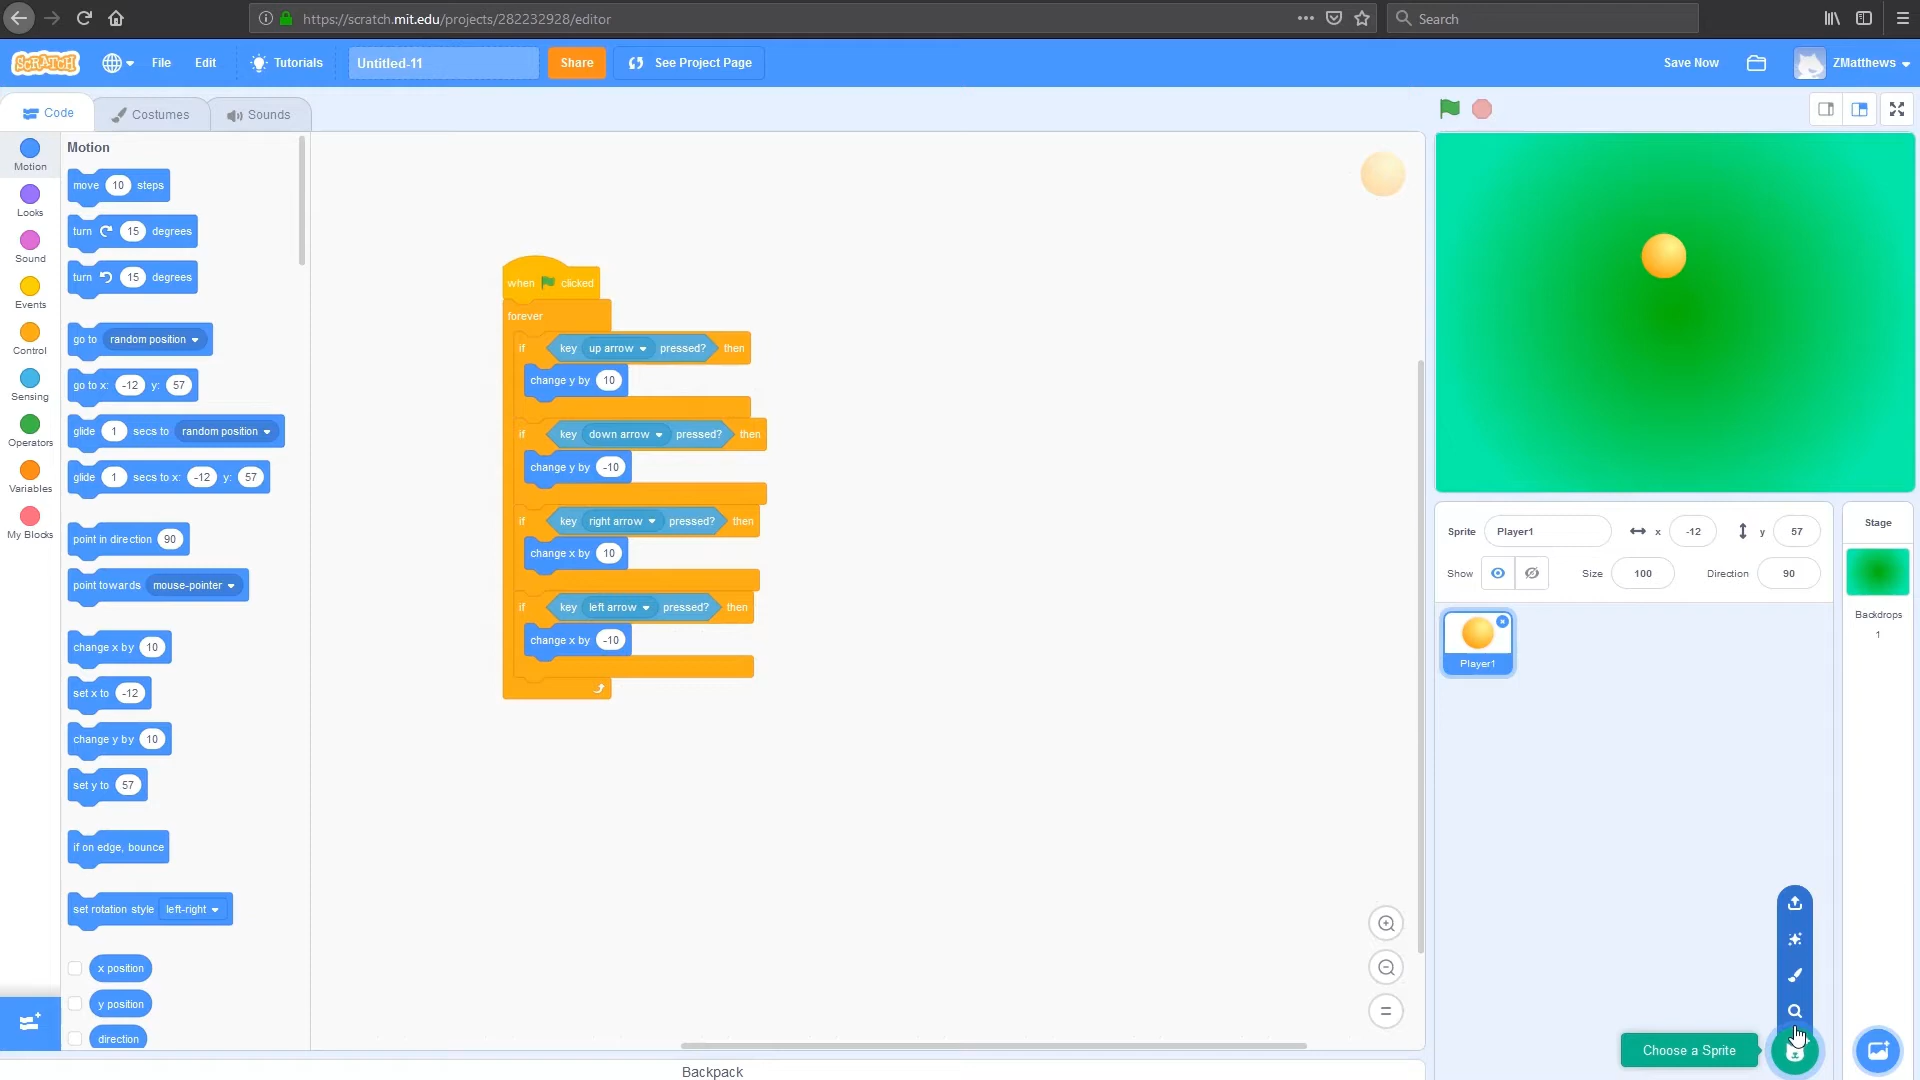 https://scratch.mit.edu/projects/282232928/editor
Search
SCRATCH
File
Edit
Tutorials
Untitled-11
Share
See Project Page
Save Now
ZMatthews
Code
Costumes
Sounds
Motion
Looks
Sound
Events
Control
Sensing
Operators
Variables
My Blocks
Motion
move 10 steps
turn 15 degrees
turn 15 degrees
go to random position
go to x: -12 y: 57
glide 1 secs to random position
glide 1 secs to x: -12 y: 57
point in direction 90
point towards mouse-pointer
change x by 10
set x to -12
change y by 10
set y to 57
if on edge, bounce
set rotation style left-right
x position
y position
direction
when clicked
forever
if key up arrow pressed? then
change y by 10
if key down arrow pressed? then
change y by -10
if key right arrow pressed? then
change x by 10
if key left arrow pressed? then
change x by -10
Backpack
Sprite Player1 x -12 y 57
Show Size 100 Direction 90
Player1
Choose a Sprite
Stage
Backdrops
1